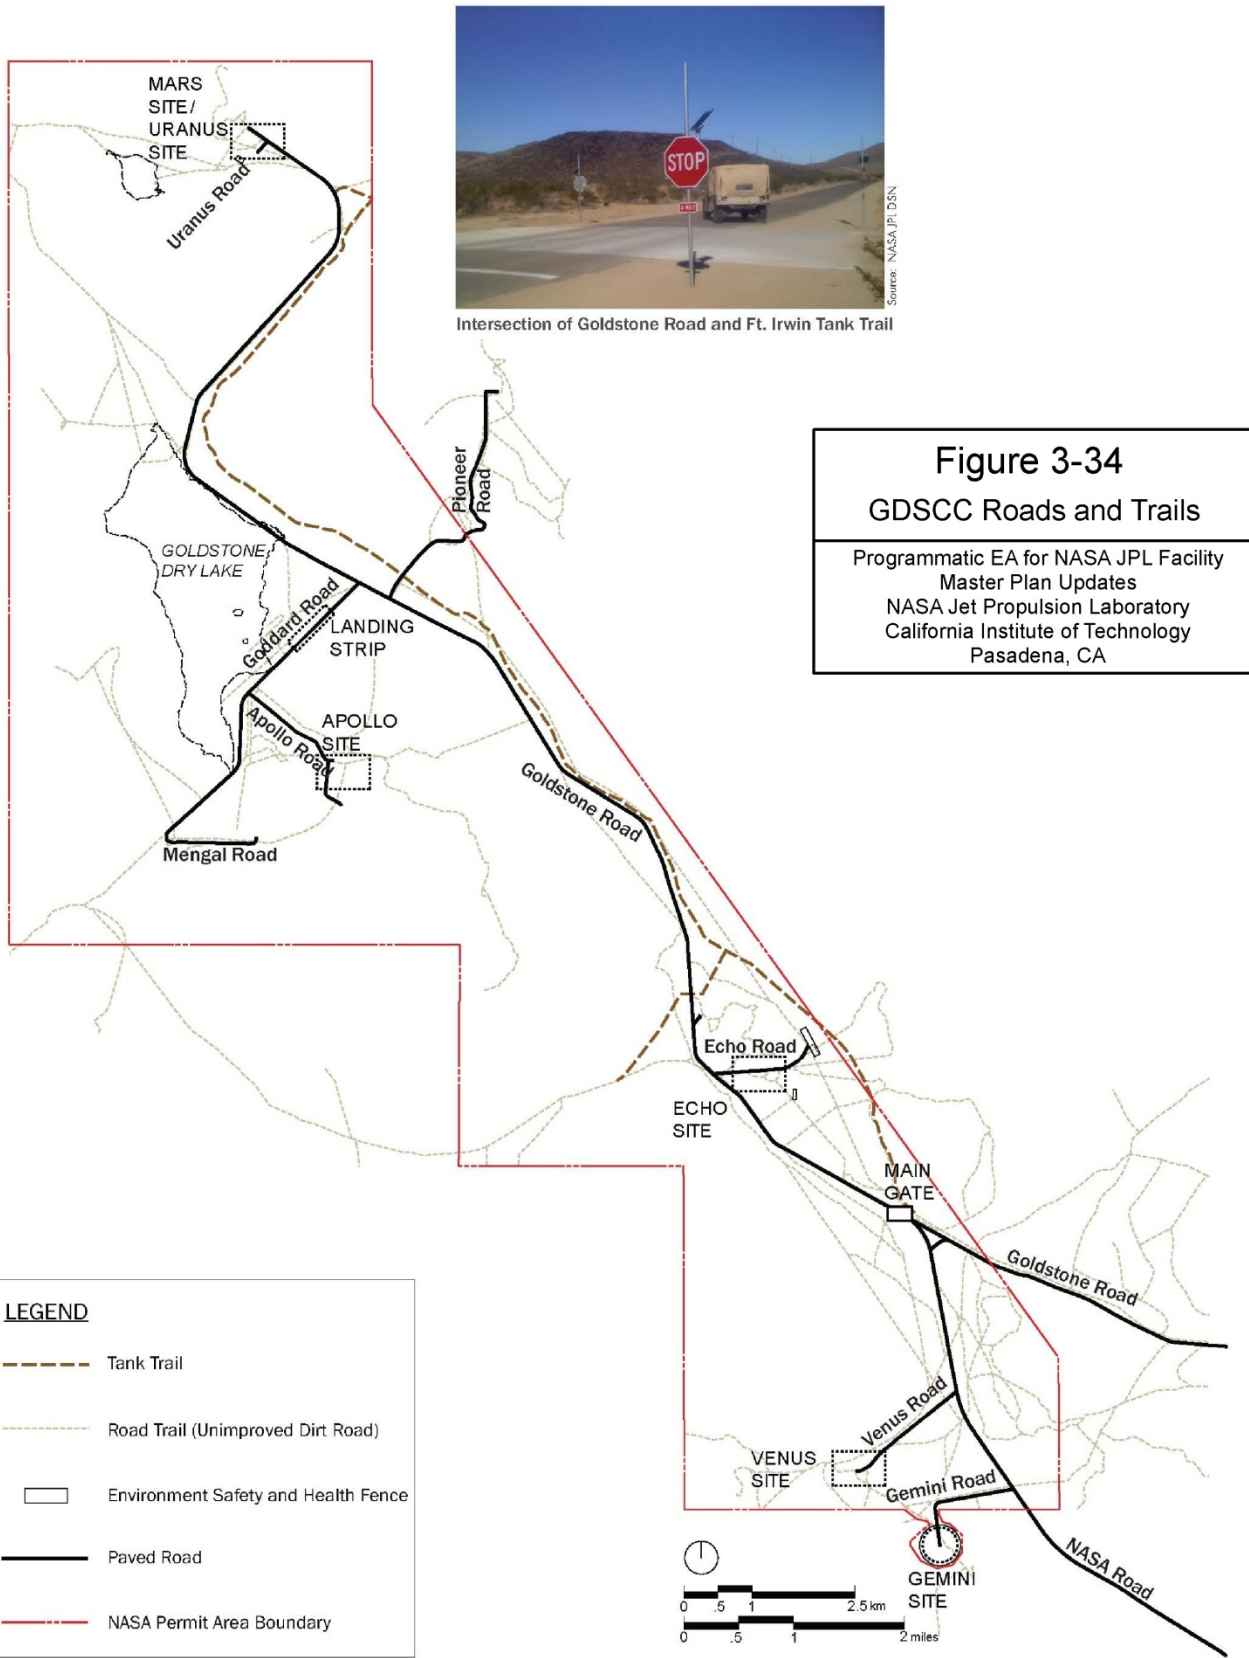 MARS
SITE /
URANUS
SITE
Uranus Road
STOP
4-WAY
Source: NASA JPL DSN
Intersection of Goldstone Road and Ft. Irwin Tank Trail
Pioneer
Road
Figure 3-34
GDSCC Roads and Trails
Programmatic EA for NASA JPL Facility
Master Plan Updates
NASA Jet Propulsion Laboratory
California Institute of Technology
Pasadena, CA
GOLDSTONE
DRY LAKE
Goddard Road
LANDING
STRIP
Apollo Road
APOLLO
SITE
Goldstone Road
Mengal Road
Echo Road
ECHO
SITE
MAIN
GATE
Goldstone Road
Venus Road
VENUS
SITE
Gemini Road
NASA Road
GEMINI
SITE
LEGEND
Tank Trail
Road Trail (Unimproved Dirt Road)
Environment Safety and Health Fence
Paved Road
NASA Permit Area Boundary
0 .5 1 2.5 km
0 .5 1 2 miles